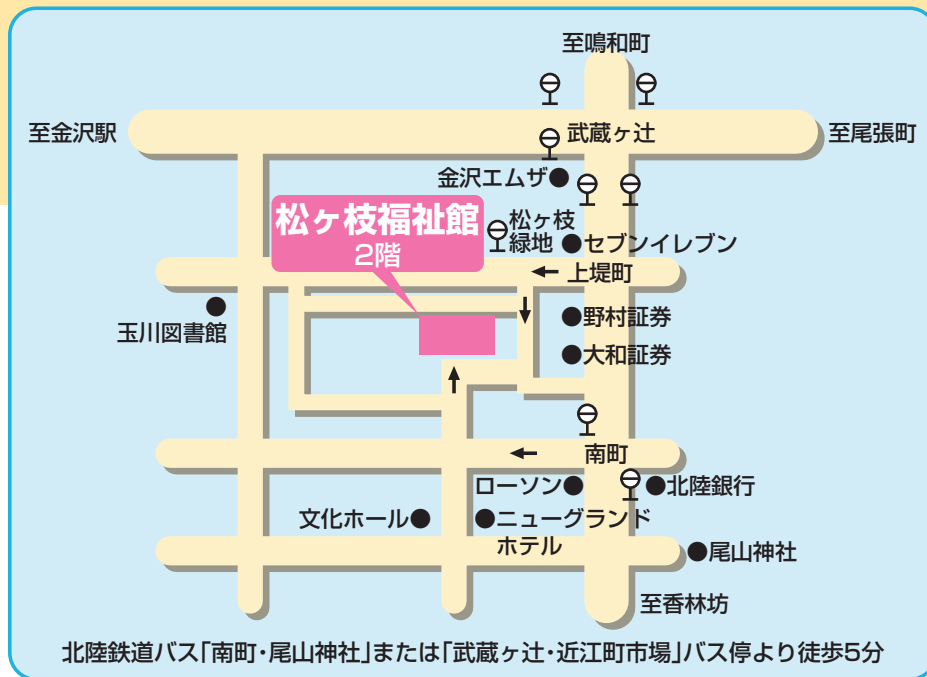 至鳴和町
至金沢駅
武蔵ヶ辻
至尾張町
金沢エムザ
松ヶ枝福祉館
2階
松ヶ枝
緑地
セブンイレブン
上堤町
玉川図書館
野村証券
大和証券
南町
ローソン
北陸銀行
文化ホール
ニューグランド
ホテル
尾山神社
至香林坊
北陸鉄道バス「南町・尾山神社」または「武蔵ヶ辻・近江町市場」バス停より徒歩5分